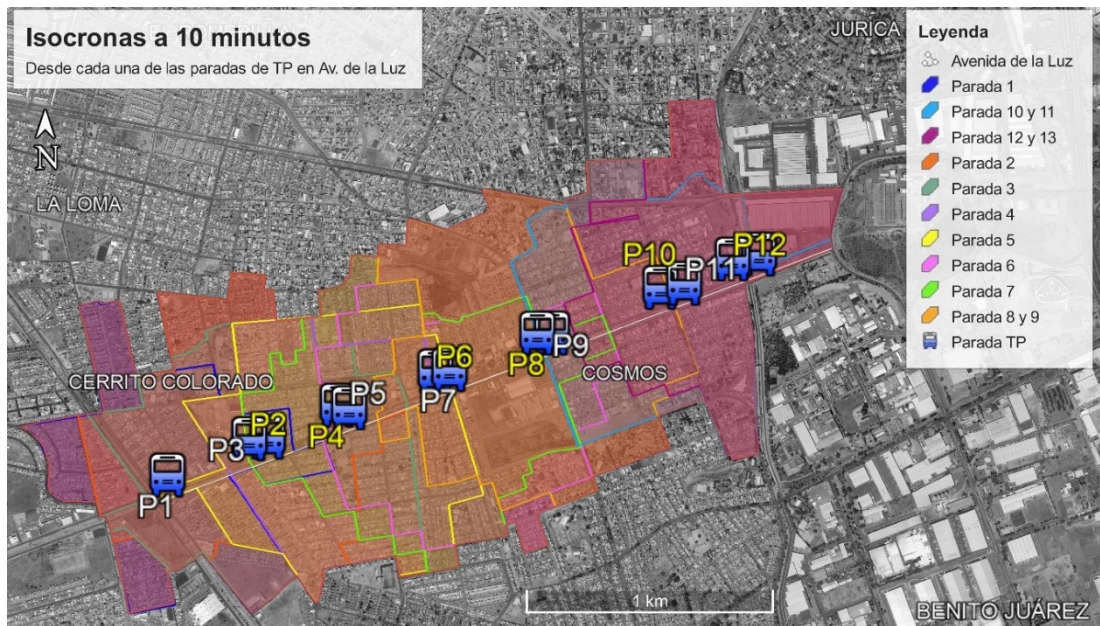 Isocronas a 10 minutos
Desde cada una de las paradas de TP en Av. de la Luz
N
JURICA
LA LOMA
CERRITO COLORADO
COSMOS
BENITO JUÁREZ
P10
P11
P12
P9
P8
P6
P7
P5
P4
P2
P3
P1
1 km
Leyenda
Avenida de la Luz
Parada 1
Parada 10 y 11
Parada 12 y 13
Parada 2
Parada 3
Parada 4
Parada 5
Parada 6
Parada 7
Parada 8 y 9
Parada TP